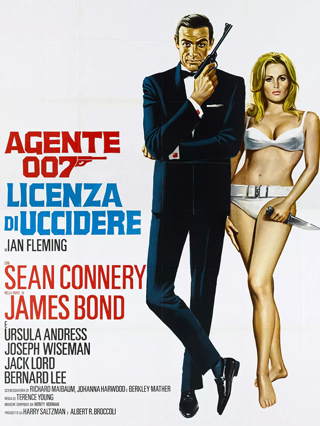 AGENTE
007
LICENZA
DI UCCIDERE
DI IAN FLEMING
CON
SEAN CONNERY
NELLA PARTE DI
JAMES BOND
E
URSULA ANDRESS
JOSEPH WISEMAN
JACK LORD
BERNARD LEE
SCENEGGIATURA DI RICHARD MAIBAUM, JOHANNA HARWOOD E BERKLEY MATHER
REGIA DI TERENCE YOUNG
MUSICHE COMPOSTE DA MONTY NORMAN
PRODOTTO DA HARRY SALTZMAN E ALBERT R. BROCCOLI